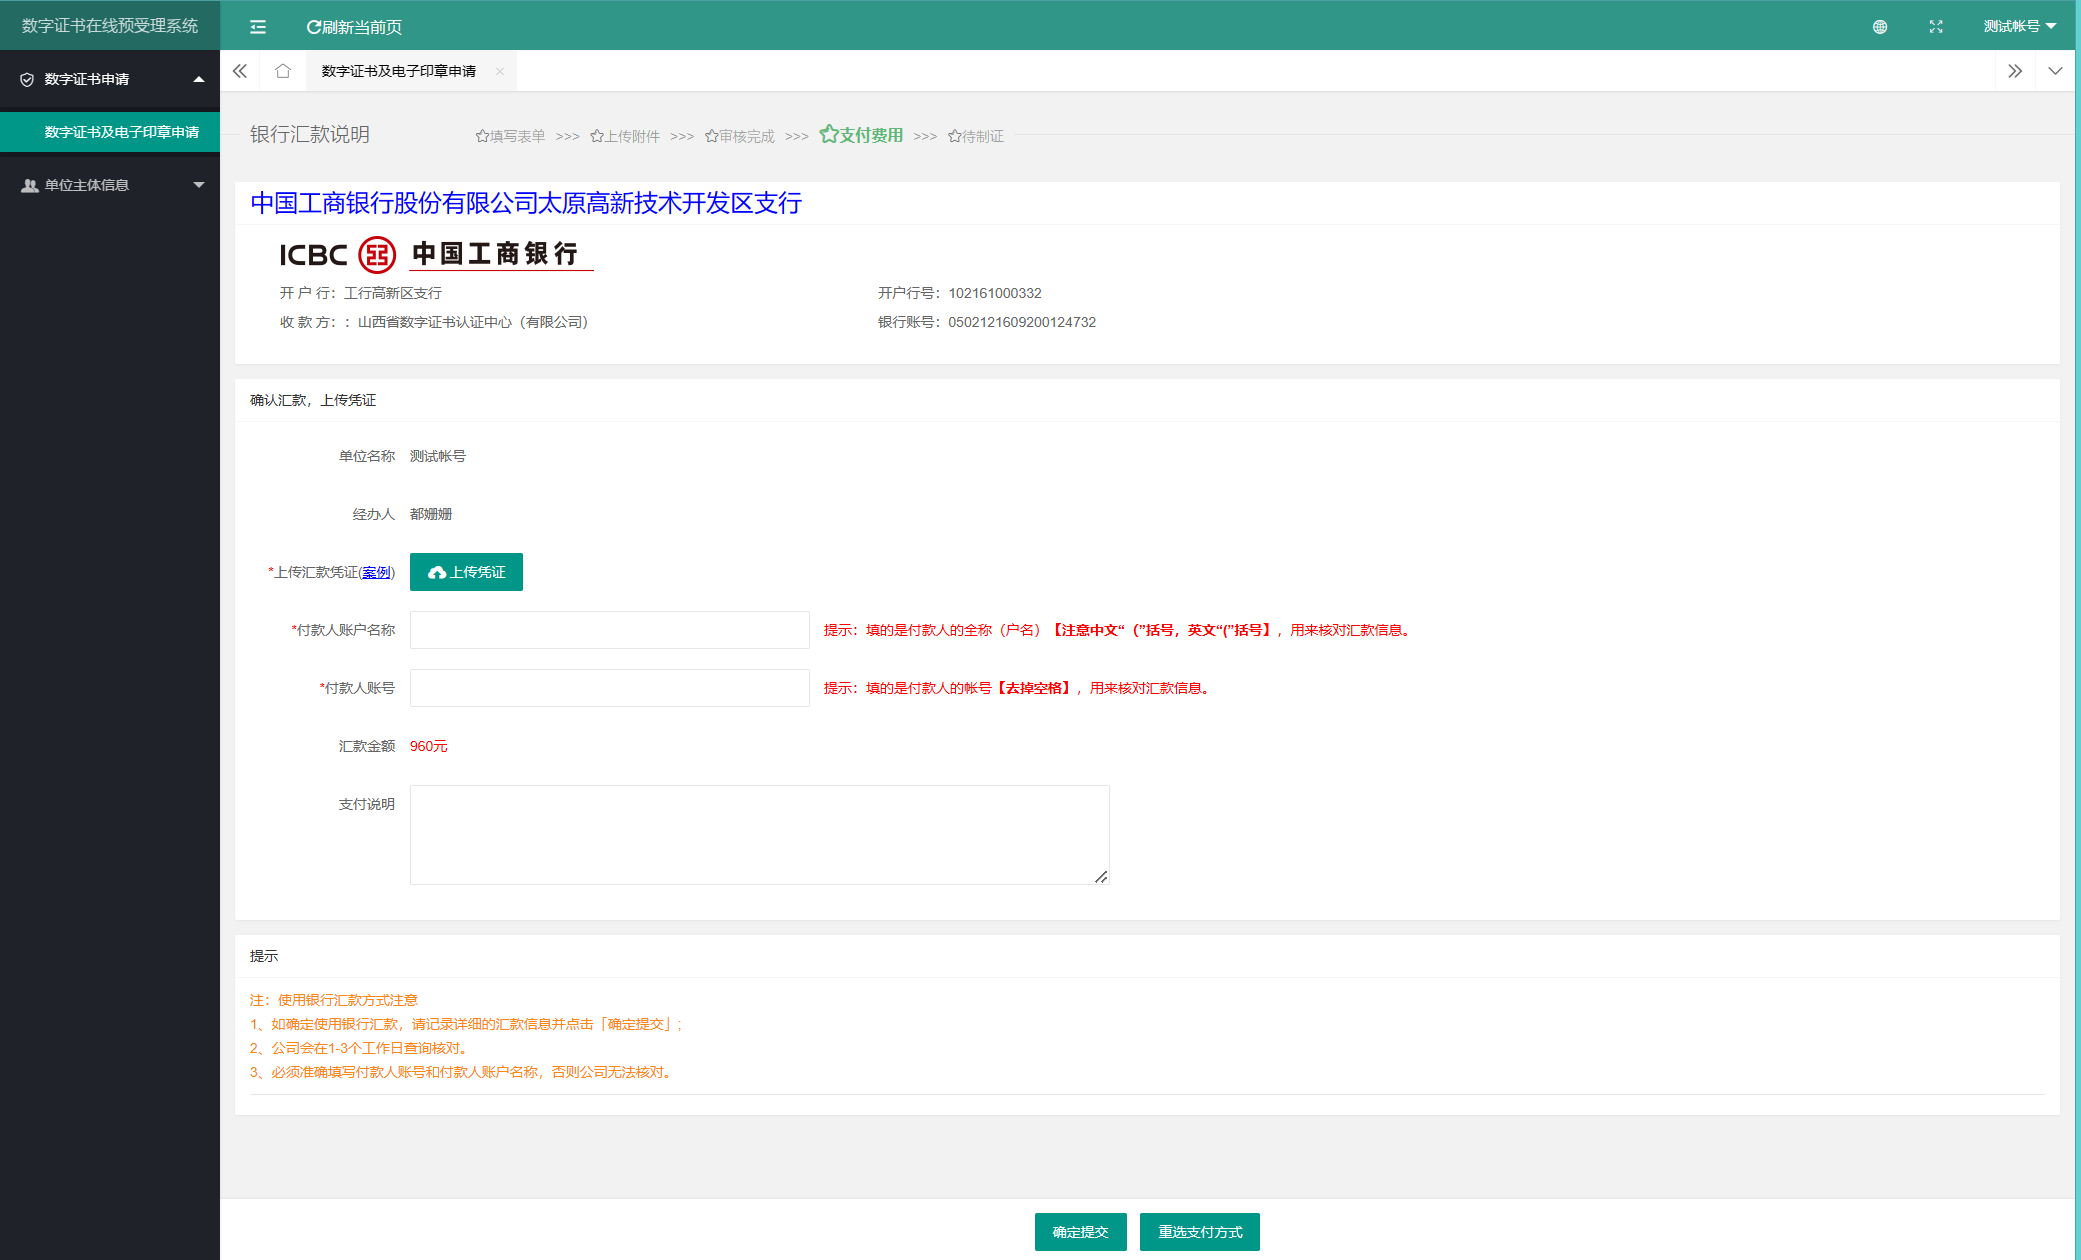 数字证书在线预受理系统
刷新当前页
测试帐号
数字证书申请
数字证书及电子印章申请
数字证书及电子印章申请
单位主体信息
银行汇款说明
填写表单 >>> 上传附件 >>> 审核完成 >>> 支付费用 >>> 待制证
中国工商银行股份有限公司太原高新技术开发区支行
ICBC 中国工商银行
开 户 行：工行高新区支行
开户行号：102161000332
收 款 方：：山西省数字证书认证中心（有限公司）
银行账号：0502121609200124732
确认汇款，上传凭证
单位名称 测试帐号
经办人 都姗姗
*上传汇款凭证(案例) 上传凭证
*付款人账户名称 提示：填的是付款人的全称（户名）【注意中文“（”括号，英文“(”括号】，用来核对汇款信息。
*付款人账号 提示：填的是付款人的帐号【去掉空格】，用来核对汇款信息。
汇款金额 960元
支付说明
提示
注：使用银行汇款方式注意
1、如确定使用银行汇款，请记录详细的汇款信息并点击「确定提交」;
2、公司会在1-3个工作日查询核对。
3、必须准确填写付款人账号和付款人账户名称，否则公司无法核对。
确定提交
重选支付方式